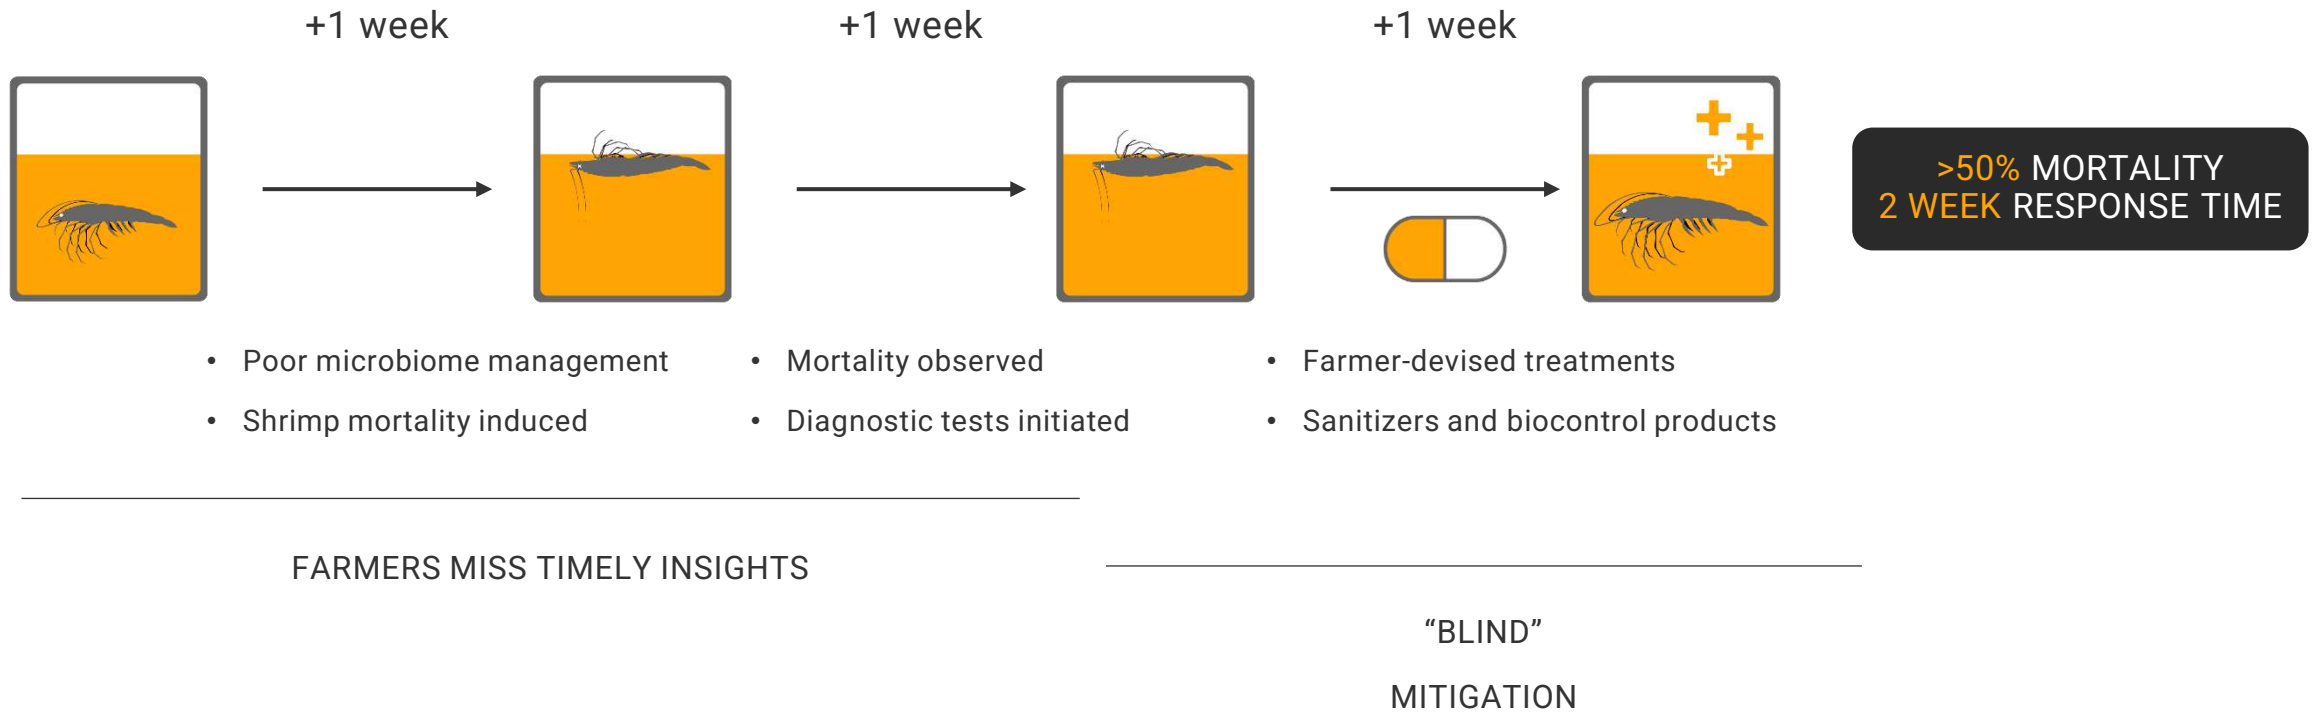 +1 week
+1 week
+1 week
>50% MORTALITY
2 WEEK RESPONSE TIME
• Poor microbiome management
• Shrimp mortality induced
• Mortality observed
• Diagnostic tests initiated
• Farmer-devised treatments
• Sanitizers and biocontrol products
FARMERS MISS TIMELY INSIGHTS
“BLIND”
MITIGATION